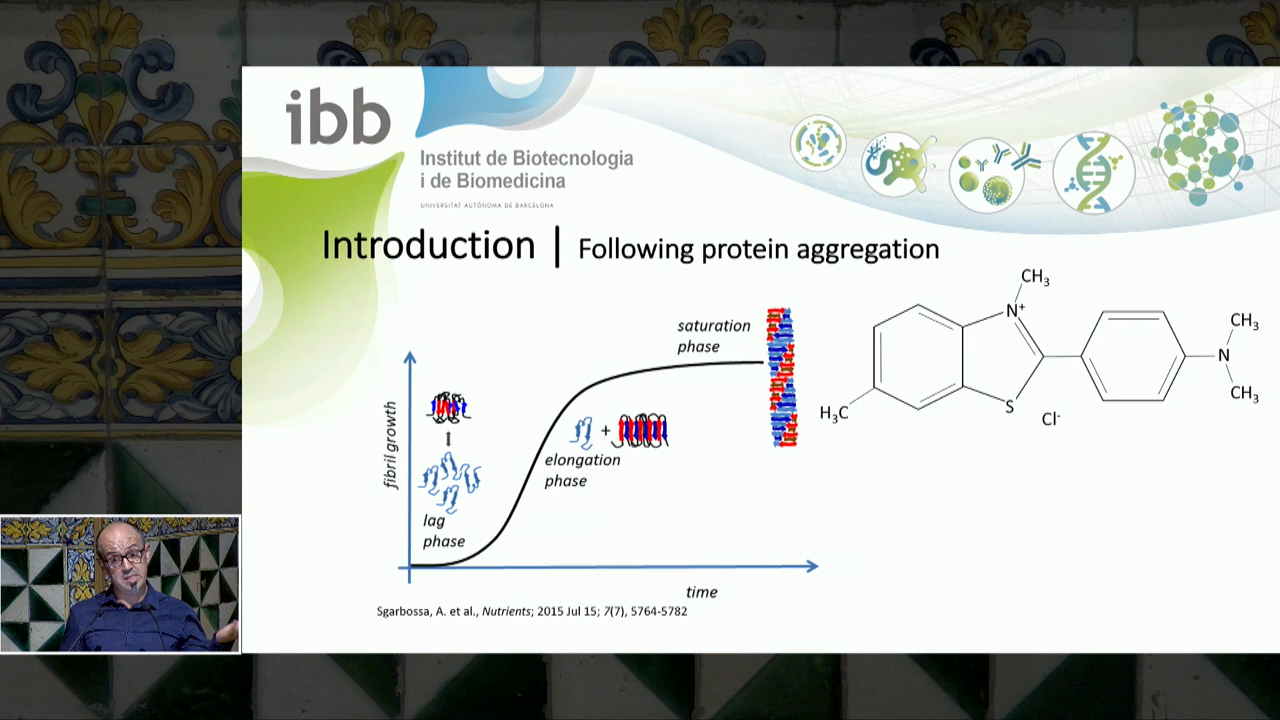 ibb
Institut de Biotecnologia
i de Biomedicina
UNIVERSITAT AUTÒNOMA DE BARCELONA
Introduction | Following protein aggregation
saturation
phase
fibril growth
+
elongation
phase
lag
phase
time
CH3
N+
CH3
N
CH3
S
H3C
Cl-
Sgarbossa, A. et al., Nutrients; 2015 Jul 15; 7(7), 5764-5782